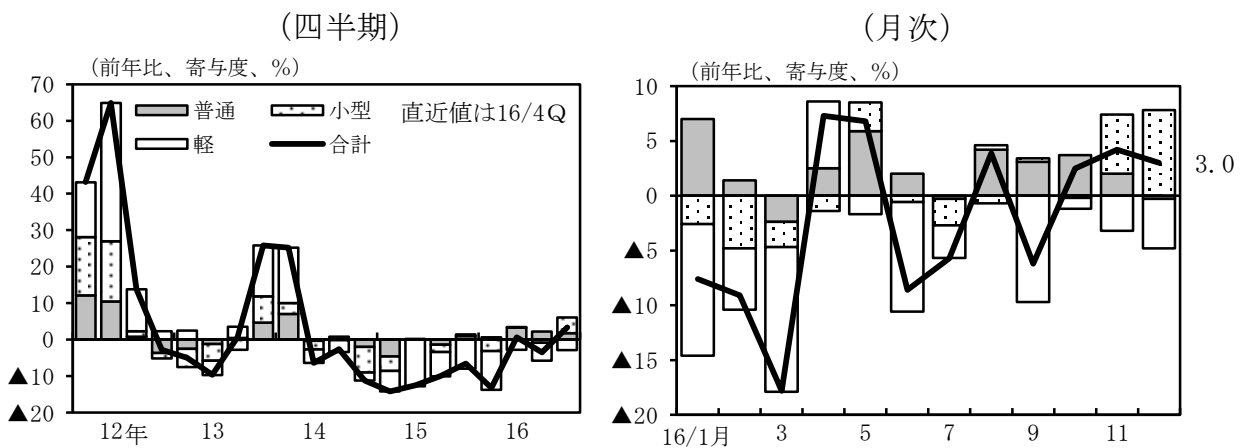 (四半期)
(前年比、寄与度、%)
70
60
50
40
30
20
10
0
▲10
▲20
普通
小型
軽
合計
直近値は16/4Q
12年
13
14
15
16
(月次)
(前年比、寄与度、%)
10
5
0
▲5
▲10
▲15
▲20
3.0
16/1月
3
5
7
9
11